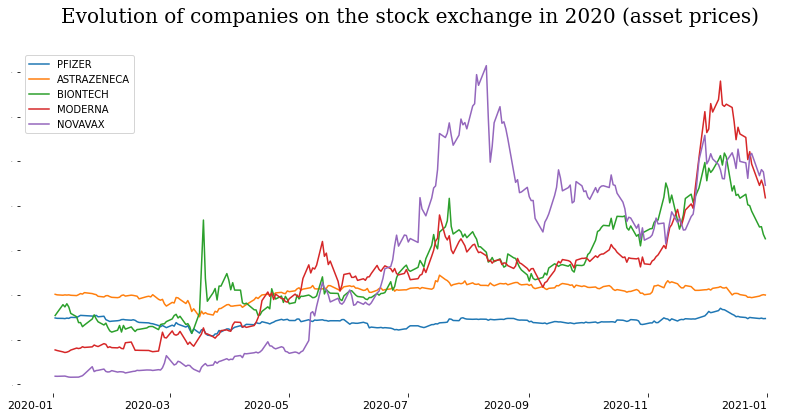 Evolution of companies on the stock exchange in 2020 (asset prices)
PFIZER
ASTRAZENECA
BIONTECH
MODERNA
NOVAVAX
2020-01 2020-03 2020-05 2020-07 2020-09 2020-11 2021-01